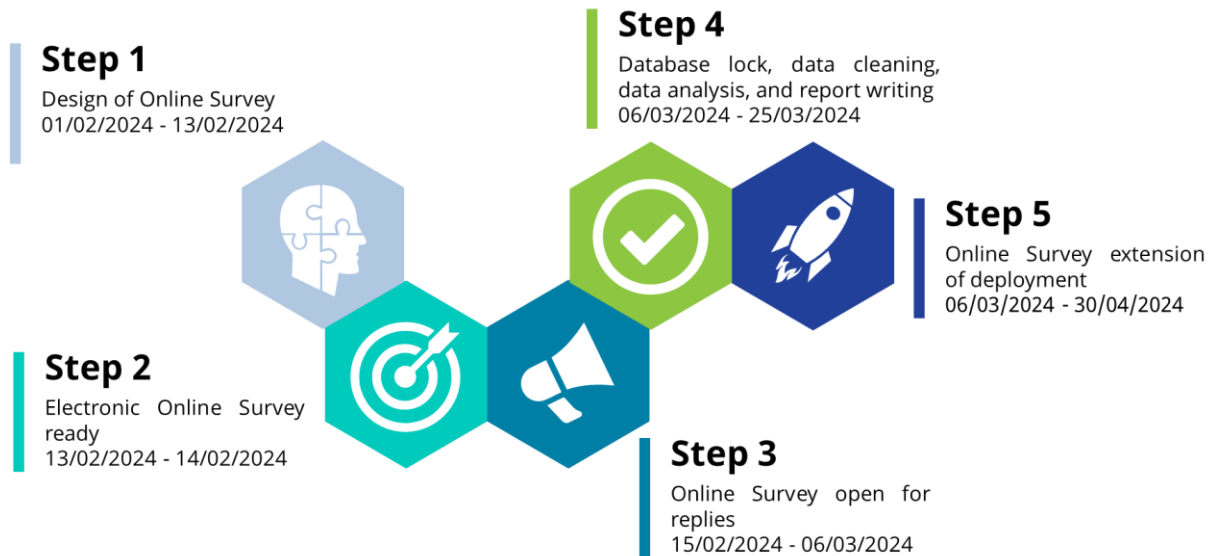 Step 1
Design of Online Survey
01/02/2024 - 13/02/2024
Step 2
Electronic Online Survey
ready
13/02/2024 - 14/02/2024
Step 3
Online Survey open for
replies
15/02/2024 - 06/03/2024
Step 4
Database lock, data cleaning,
data analysis, and report writing
06/03/2024 - 25/03/2024
Step 5
Online Survey extension
of deployment
06/03/2024 - 30/04/2024